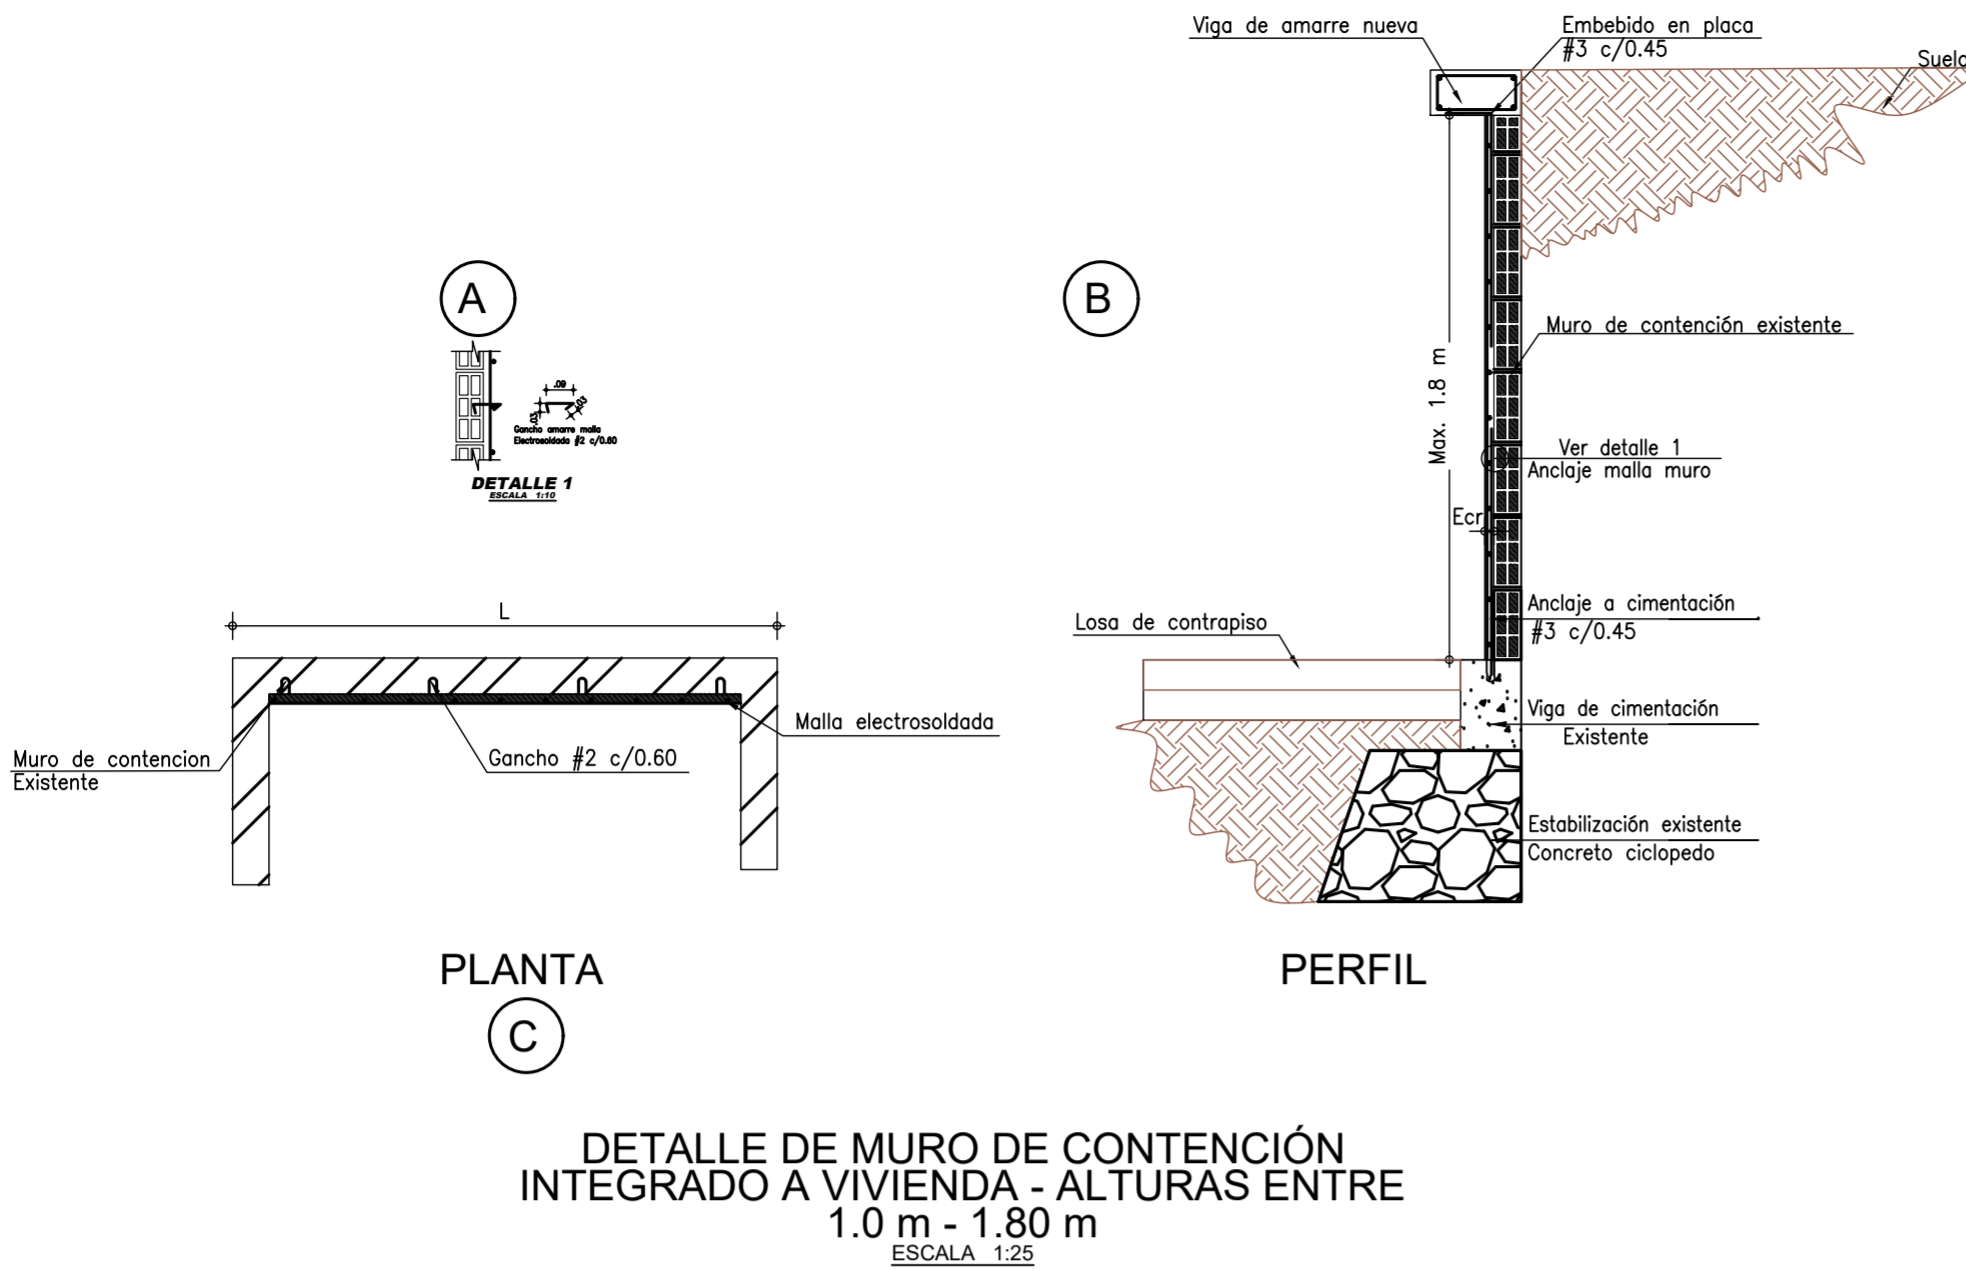 Viga de amarre nueva
Embebido en placa
#3 c/0.45
Suelo
A
B
.09
.03
.03
Gancho amarre malla
Electrosoldada #2 c/0.60
DETALLE 1
ESCALA 1:10
Max. 1.8 m
Muro de contención existente
Ver detalle 1
Anclaje malla muro
Ecr
Anclaje a cimentación
#3 c/0.45
Losa de contrapiso
L
Malla electrosoldada
Gancho #2 c/0.60
Muro de contencion
Existente
Viga de cimentación
Existente
Estabilización existente
Concreto ciclopedo
PLANTA
PERFIL
C
DETALLE DE MURO DE CONTENCIÓN
INTEGRADO A VIVIENDA - ALTURAS ENTRE
1.0 m - 1.80 m
ESCALA 1:25